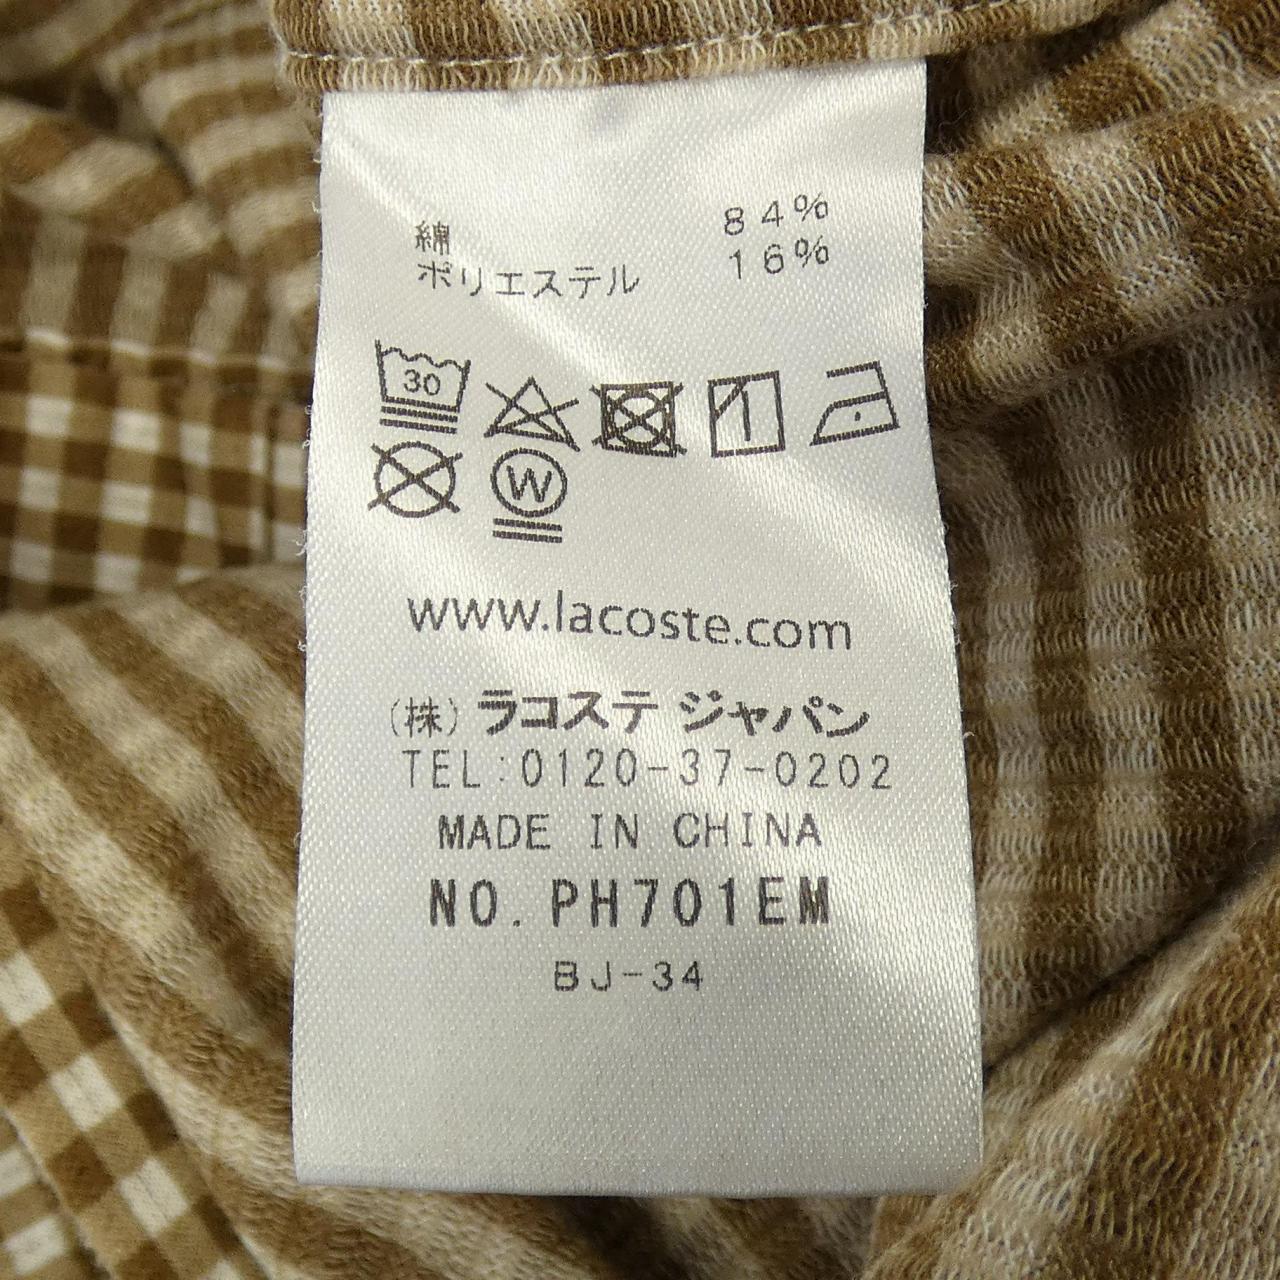 綿 84%
ポリエステル 16%
30
W
www.lacoste.com
(株) ラコステ ジャパン
TEL:0120-37-0202
MADE IN CHINA
NO. PH701EM
BJ-34